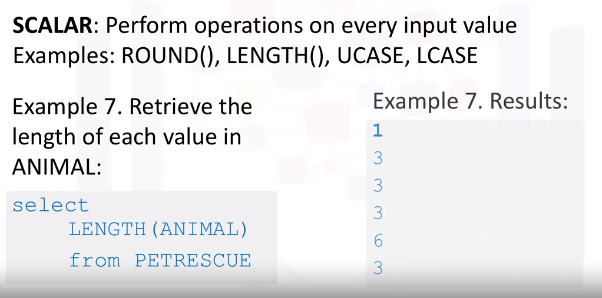 SCALAR: Perform operations on every input value
Examples: ROUND(), LENGTH(), UCASE, LCASE
Example 7. Retrieve the
length of each value in
ANIMAL:
select
LENGTH(ANIMAL)
from PETRESCUE
Example 7. Results:
1
3
3
3
6
3